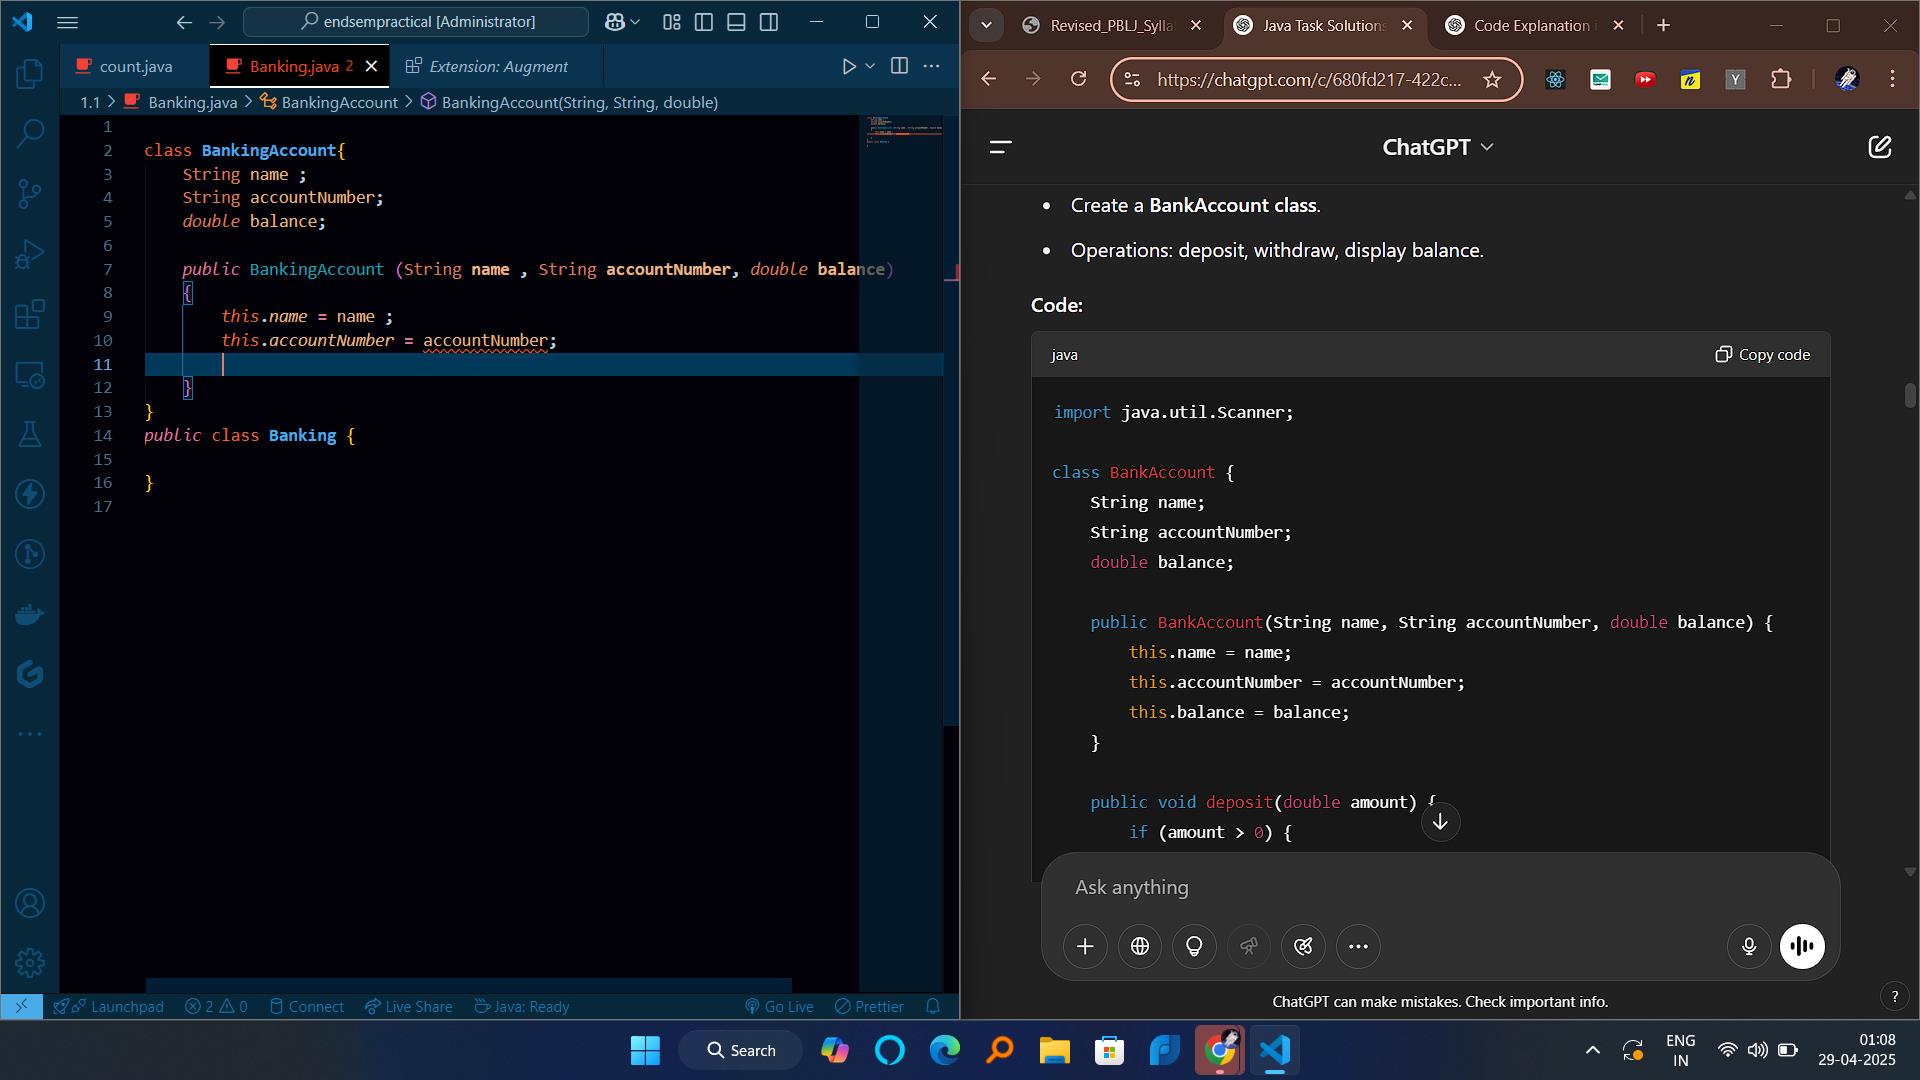 endsempractical [Administrator]
count.java
Banking.java 2
Extension: Augment
1.1 > Banking.java > BankingAccount > BankingAccount(String, String, double)
1
2 class BankingAccount{
3 String name ;
4 String accountNumber;
5 double balance;
6
7 public BankingAccount (String name , String accountNumber, double balance)
8 {
9 this.name = name ;
10 this.accountNumber = accountNumber;
11
12 }
13 }
14 public class Banking {
15
16 }
17
Launchpad
2 0
Connect
Live Share
Java: Ready
Go Live
Prettier
Revised_PBLJ_Sylla
Java Task Solutions
Code Explanation
https://chatgpt.com/c/680fd217-422c...
ChatGPT
• Create a BankAccount class.
• Operations: deposit, withdraw, display balance.
Code:
java
Copy code
import java.util.Scanner;
class BankAccount {
String name;
String accountNumber;
double balance;
public BankAccount(String name, String accountNumber, double balance) {
this.name = name;
this.accountNumber = accountNumber;
this.balance = balance;
}
public void deposit(double amount) {
if (amount > 0) {
Ask anything
ChatGPT can make mistakes. Check important info.
?
Search
ENG
IN
01:08
29-04-2025